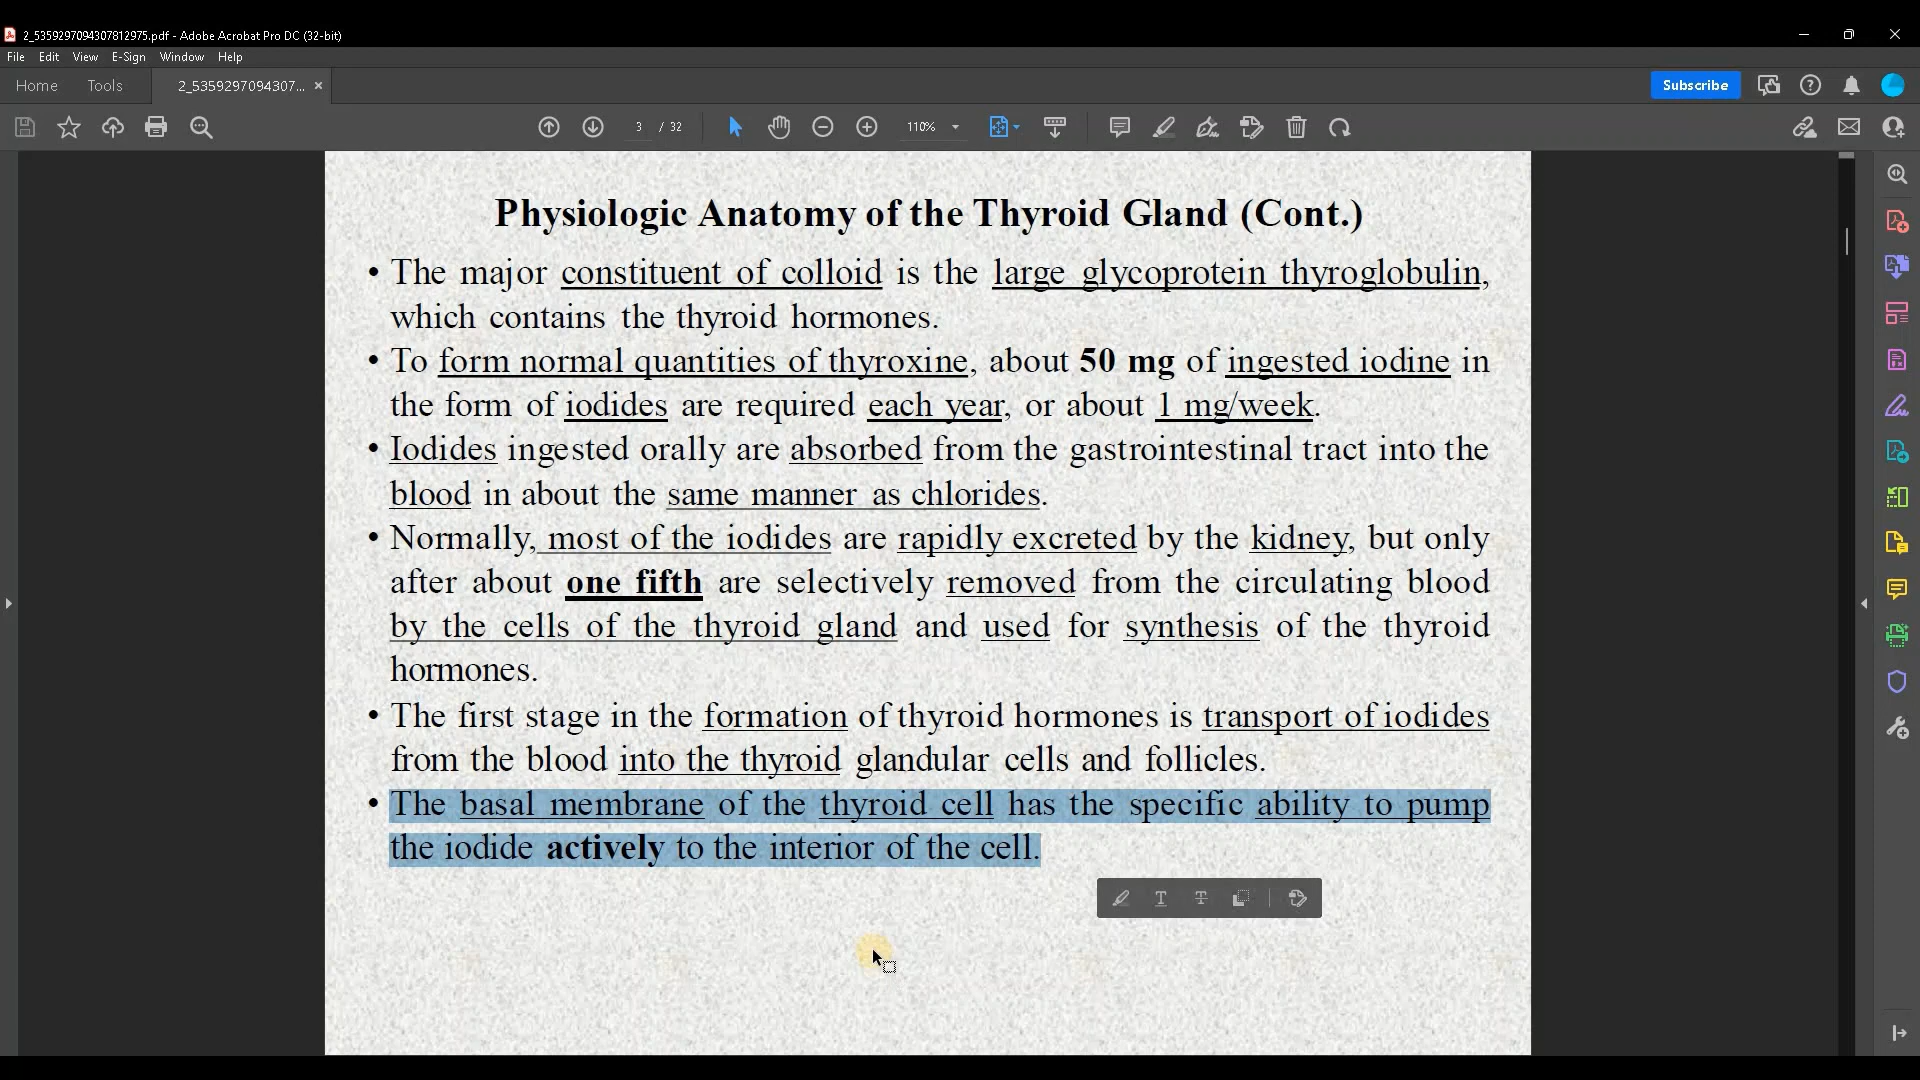 2_5359297094307812975.pdf - Adobe Acrobat Pro DC (32-bit)
File Edit View E-Sign Window Help
Home Tools 2_5359297094307... × Subscribe
3 / 32 110%
Physiologic Anatomy of the Thyroid Gland (Cont.)
• The major constituent of colloid is the large glycoprotein thyroglobulin,
which contains the thyroid hormones.
• To form normal quantities of thyroxine, about 50 mg of ingested iodine in
the form of iodides are required each year, or about 1 mg/week.
• Iodides ingested orally are absorbed from the gastrointestinal tract into the
blood in about the same manner as chlorides.
• Normally, most of the iodides are rapidly excreted by the kidney, but only
after about one fifth are selectively removed from the circulating blood
by the cells of the thyroid gland and used for synthesis of the thyroid
hormones.
• The first stage in the formation of thyroid hormones is transport of iodides
from the blood into the thyroid glandular cells and follicles.
• The basal membrane of the thyroid cell has the specific ability to pump
the iodide actively to the interior of the cell.